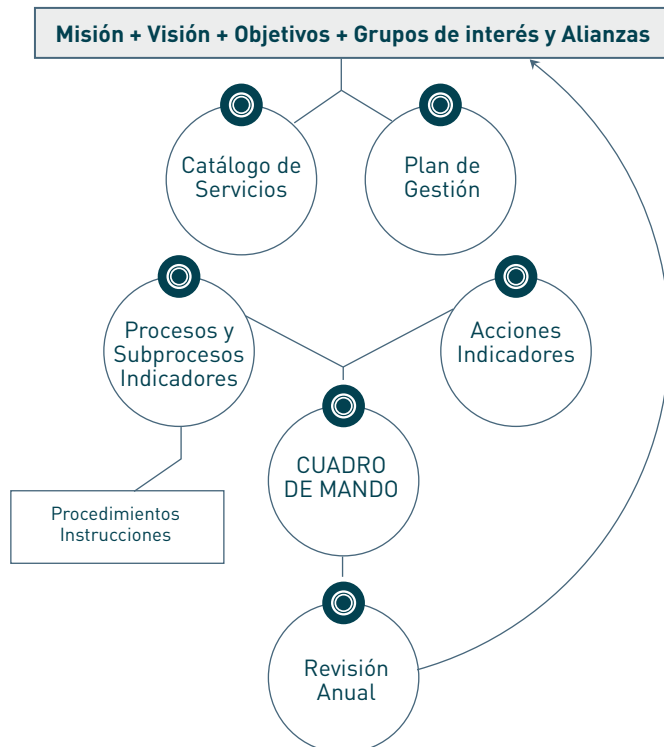 Misión + Visión + Objetivos + Grupos de interés y Alianzas
Catálogo de
Servicios
Plan de
Gestión
Procesos y
Subprocesos
Indicadores
Acciones
Indicadores
CUADRO
DE MANDO
Procedimientos
Instrucciones
Revisión
Anual